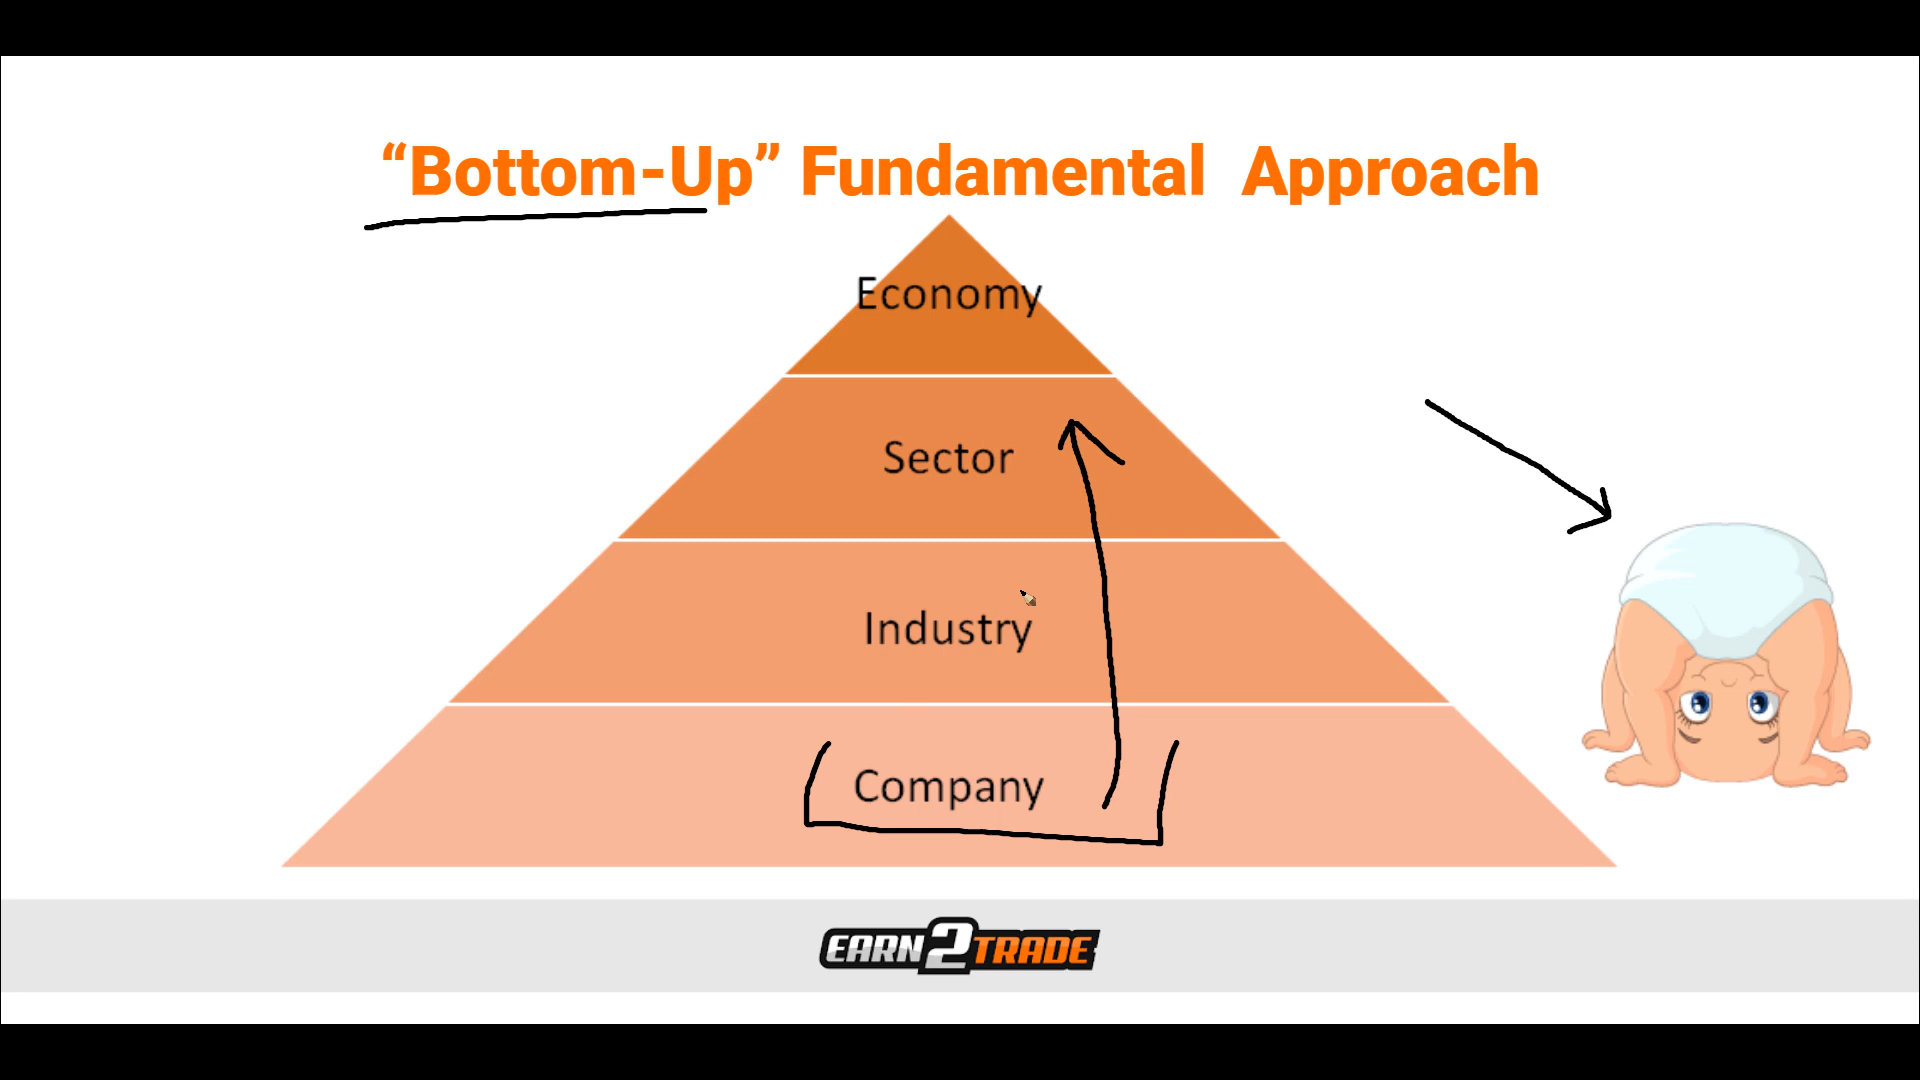 “Bottom-Up” Fundamental Approach
Economy
Sector
Industry
Company
EARN2TRADE